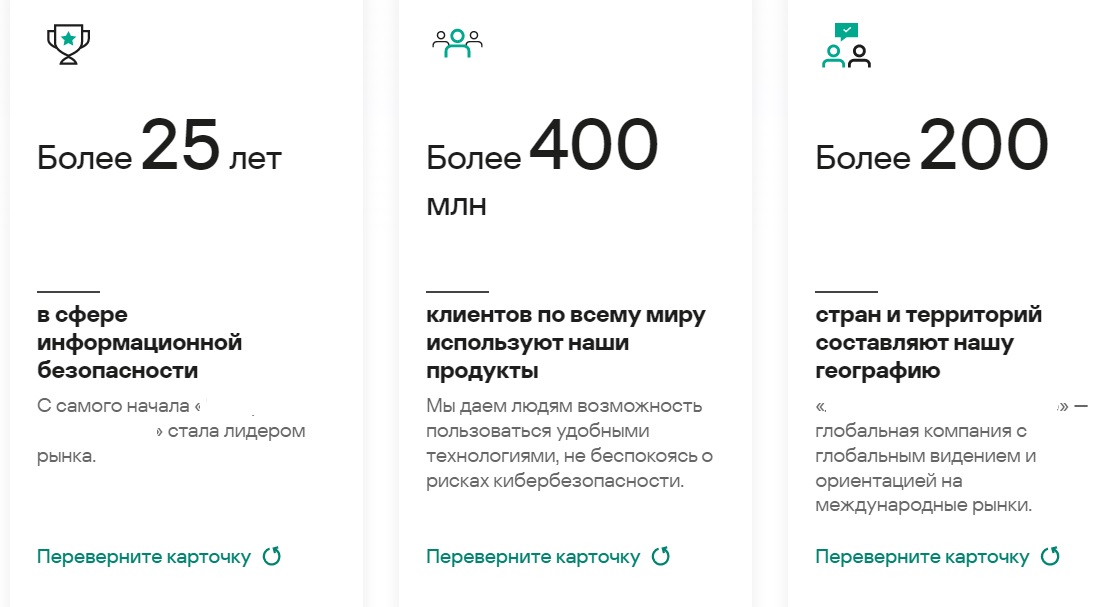 Более 25 лет
в сфере
информационной
безопасности
С самого начала «
» стала лидером
рынка.
Переверните карточку
Более 400
млн
клиентов по всему миру
используют наши
продукты
Мы даем людям возможность
пользоваться удобными
технологиями, не беспокоясь о
рисках кибербезопасности.
Переверните карточку
Более 200
стран и территорий
составляют нашу
географию
« » —
глобальная компания с
глобальным видением и
ориентацией на
международные рынки.
Переверните карточку